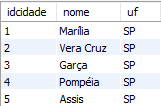 idcidade nome uf
1 Marília SP
2 Vera Cruz SP
3 Garça SP
4 Pompéia SP
5 Assis SP